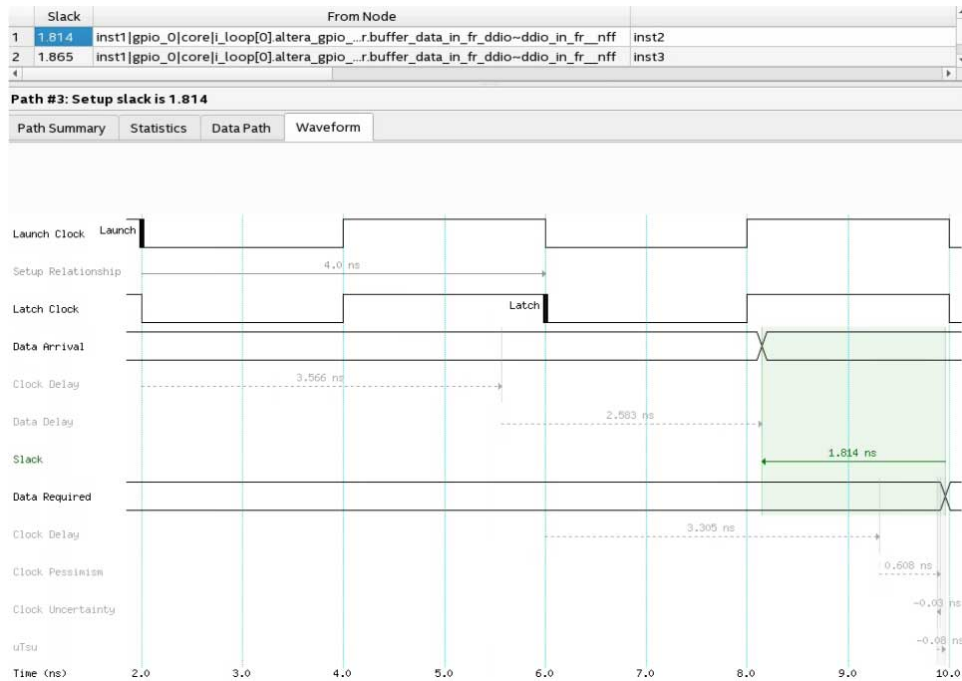 Slack From Node
1 1.814 inst1|gpio_0|core|i_loop[0].altera_gpio_...r.buffer_data_in_fr_ddio~ddio_in_fr__nff inst2
2 1.865 inst1|gpio_0|core|i_loop[0].altera_gpio_...r.buffer_data_in_fr_ddio~ddio_in_fr__nff inst3
Path #3: Setup slack is 1.814
Path Summary Statistics Data Path Waveform
Launch Clock Launch
Setup Relationship 4.0 ns
Latch Clock Latch
Data Arrival
Clock Delay 3.566 ns
Data Delay 2.583 ns
Slack 1.814 ns
Data Required
Clock Delay 3.305 ns
Clock Pessimism 0.608 ns
Clock Uncertainty -0.03 ns
uTsu -0.08 ns
Time (ns) 2.0 3.0 4.0 5.0 6.0 7.0 8.0 9.0 10.0